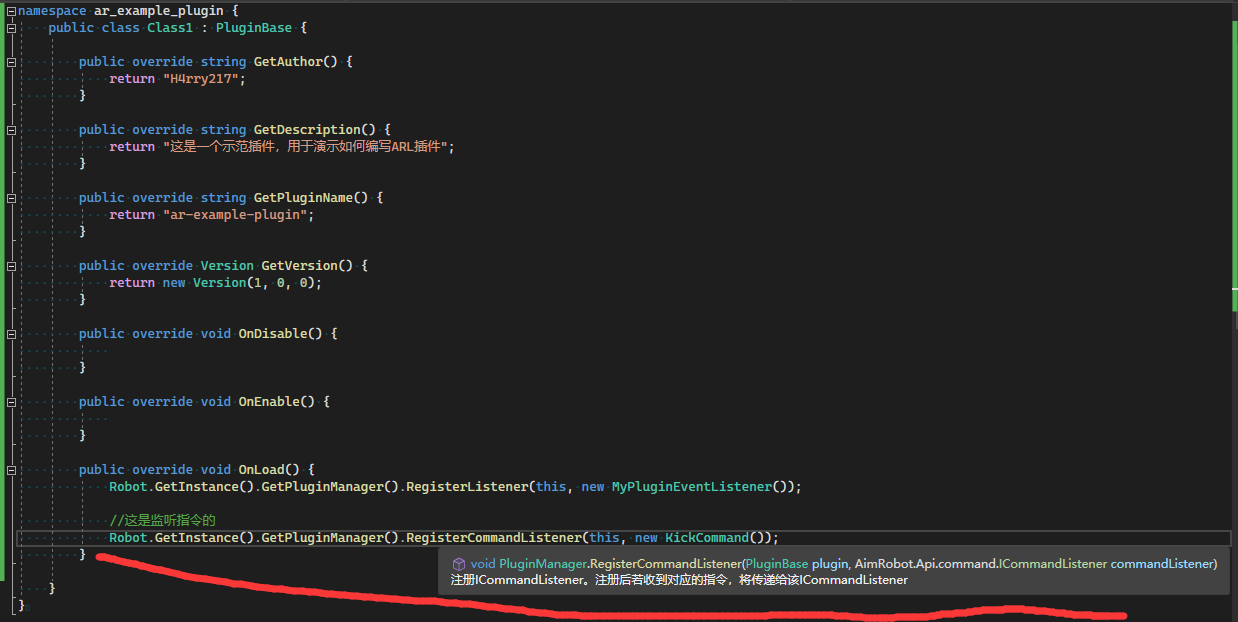 namespace ar_example_plugin {
public class Class1 : PluginBase {
public override string GetAuthor() {
return "H4rry217";
}
public override string GetDescription() {
return "这是一个示范插件，用于演示如何编写ARL插件";
}
public override string GetPluginName() {
return "ar-example-plugin";
}
public override Version GetVersion() {
return new Version(1, 0, 0);
}
public override void OnDisable() {
}
public override void OnEnable() {
}
public override void OnLoad() {
Robot.GetInstance().GetPluginManager().RegisterListener(this, new MyPluginEventListener());
//这是监听指令的
Robot.GetInstance().GetPluginManager().RegisterCommandListener(this, new KickCommand());
}
void PluginManager.RegisterCommandListener(PluginBase plugin, AimRobot.Api.command.ICommandListener commandListener)
注册ICommandListener。注册后若收到对应的指令，将传递给该ICommandListener
}
}